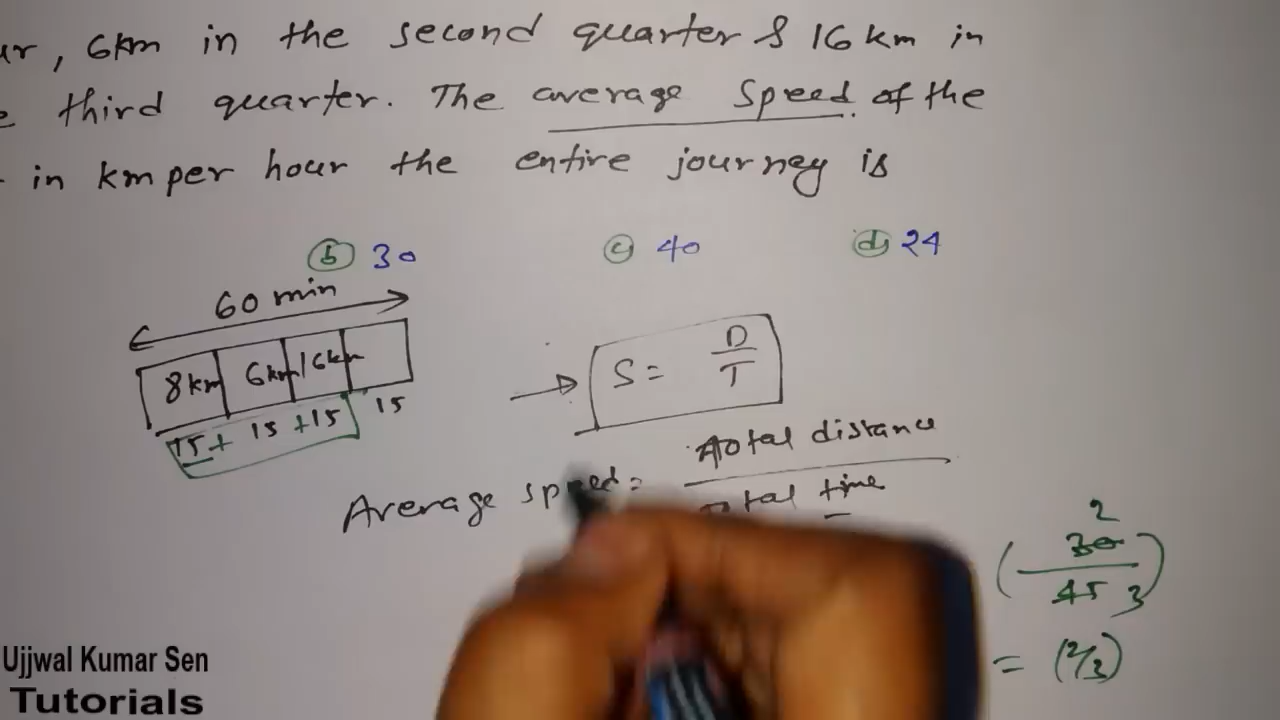 ur, 6km in the second quarter & 16 km in
e third quarter. The average speed of the
in km per hour the entire journey is
(b) 30 (c) 40 (d) 24
60 min
8km 6km 16km
15 + 15 + 15 15
S = D/T
Total distance
Average speed =
tal time
2
30
45 3
= (2/3)
Ujjwal Kumar Sen
Tutorials